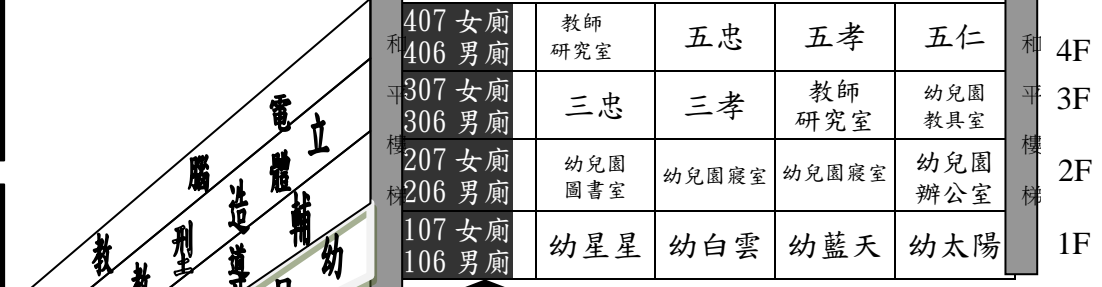 407 女廁
406 男廁
教師
研究室
五忠
五孝
五仁
4F
307 女廁
306 男廁
三忠
三孝
教師
研究室
幼兒園
教具室
3F
207 女廁
206 男廁
幼兒園
圖書室
幼兒園寢室
幼兒園寢室
幼兒園
辦公室
2F
107 女廁
106 男廁
幼星星
幼白雲
幼藍天
幼太陽
1F
和平樓梯
和平樓梯
電腦教
立體造型教
輔導
幼